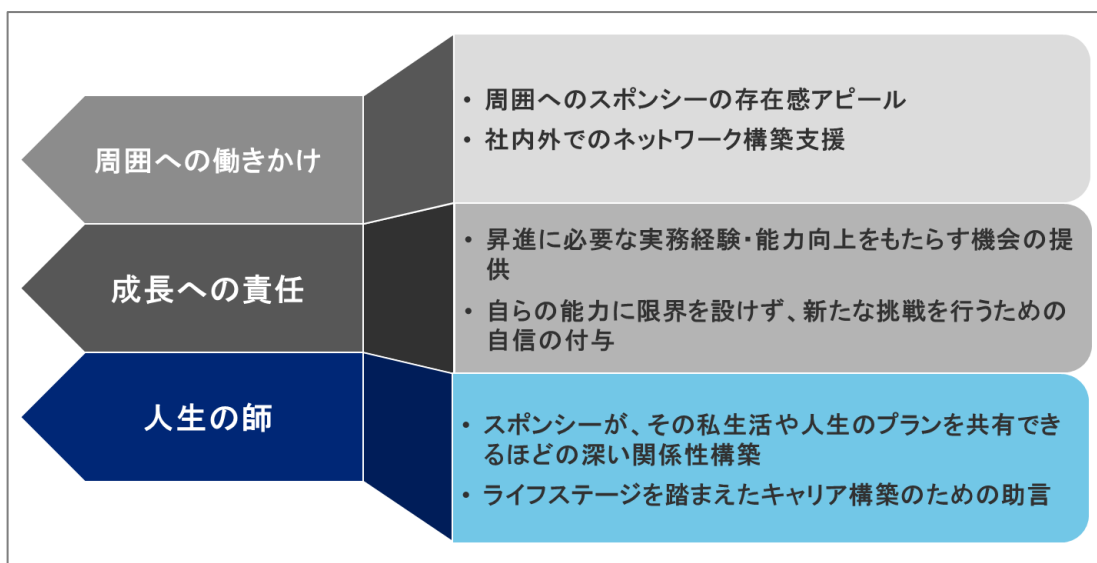 周囲への働きかけ
• 周囲へのスポンシーの存在感アピール
• 社内外でのネットワーク構築支援
成長への責任
• 昇進に必要な実務経験・能力向上をもたらす機会の提
供
• 自らの能力に限界を設けず、新たな挑戦を行うための
自信の付与
人生の師
• スポンシーが、その私生活や人生のプランを共有でき
るほどの深い関係性構築
• ライフステージを踏まえたキャリア構築のための助言